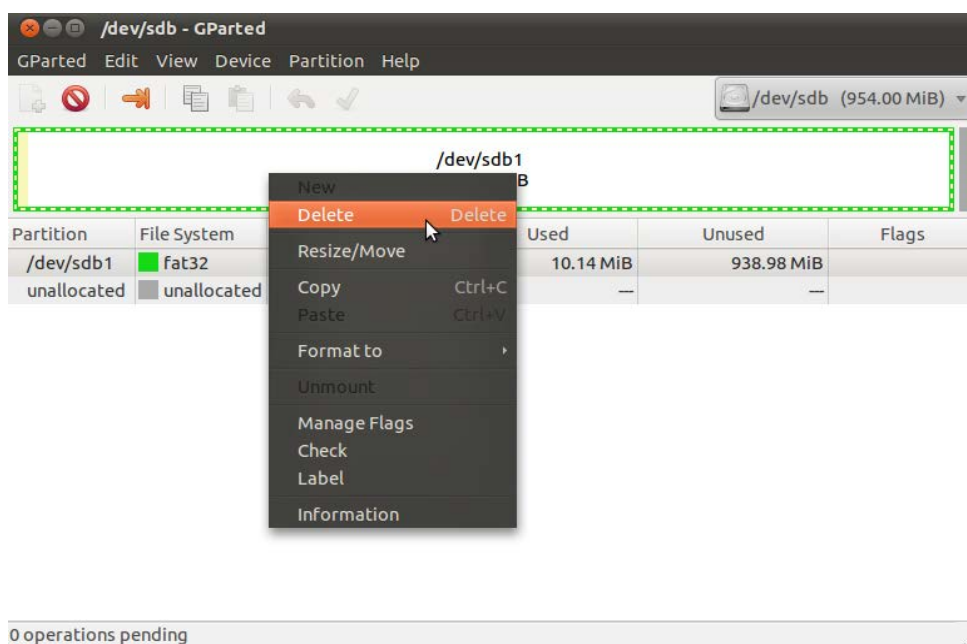 /dev/sdb - GParted
GParted Edit View Device Partition Help
/dev/sdb (954.00 MiB)
/dev/sdb1
B
Partition File System Used Unused Flags
/dev/sdb1 fat32 10.14 MiB 938.98 MiB
unallocated unallocated — —
New
Delete Delete
Resize/Move
Copy Ctrl+C
Paste Ctrl+V
Format to
Unmount
Manage Flags
Check
Label
Information
0 operations pending